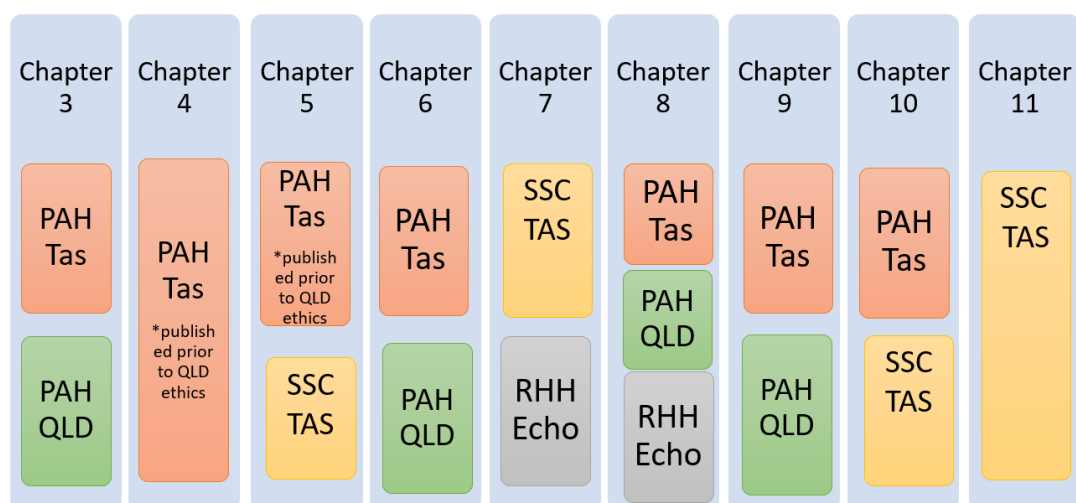 Chapter
3
PAH
Tas
PAH
QLD
Chapter
4
PAH
Tas
*publish
ed prior
to QLD
ethics
Chapter
5
PAH
Tas
*publish
ed prior
to QLD
ethics
SSC
TAS
Chapter
6
PAH
Tas
PAH
QLD
Chapter
7
SSC
TAS
RHH
Echo
Chapter
8
PAH
Tas
PAH
QLD
RHH
Echo
Chapter
9
PAH
Tas
PAH
QLD
Chapter
10
PAH
Tas
SSC
TAS
Chapter
11
SSC
TAS